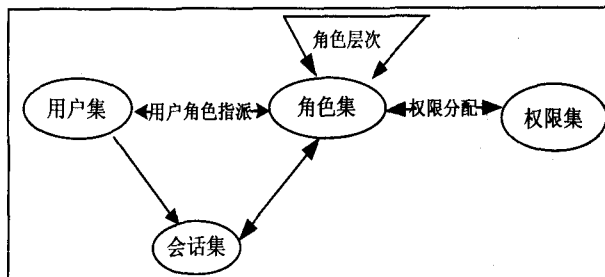 角色层次
用户集
用户角色指派
角色集
权限分配
权限集
会话集